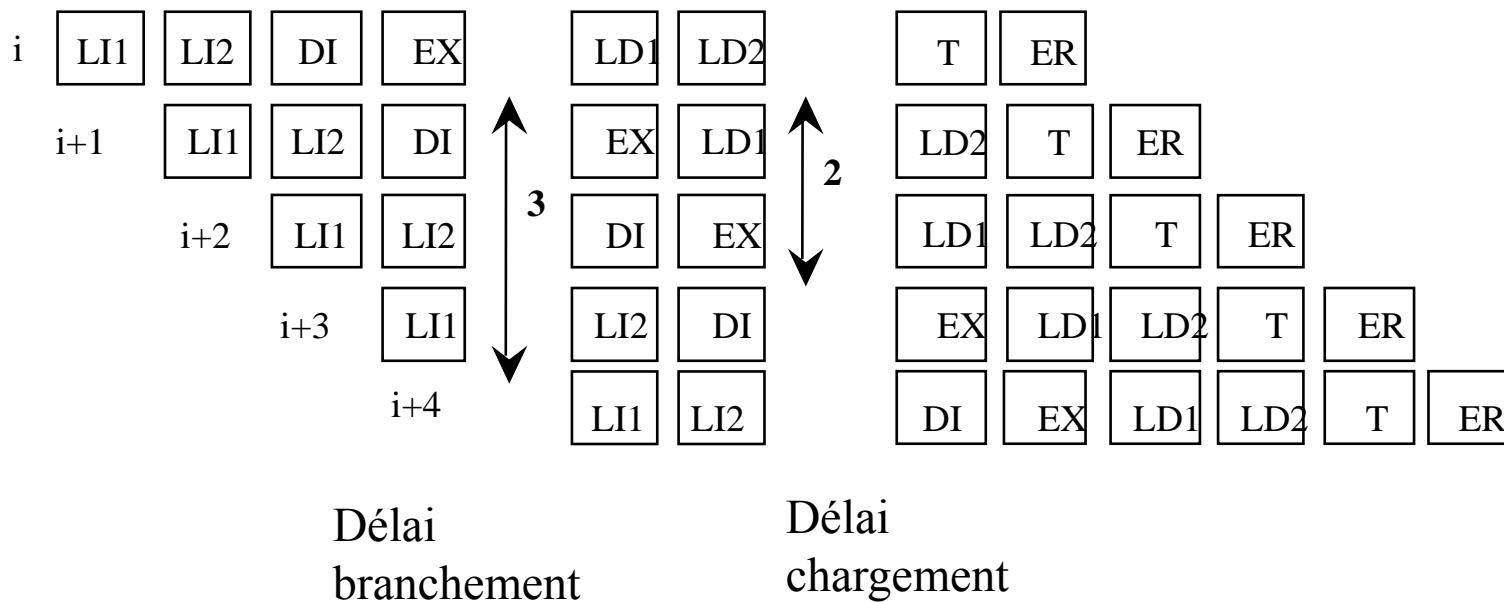 i LI1 LI2 DI EX LD1 LD2 T ER
i+1 LI1 LI2 DI EX LD1 LD2 T ER
2
3
i+2 LI1 LI2 DI EX LD1 LD2 T ER
i+3 LI1 LI2 DI EX LD1 LD2 T ER
i+4 LI1 LI2 DI EX LD1 LD2 T ER
Délai
branchement
Délai
chargement